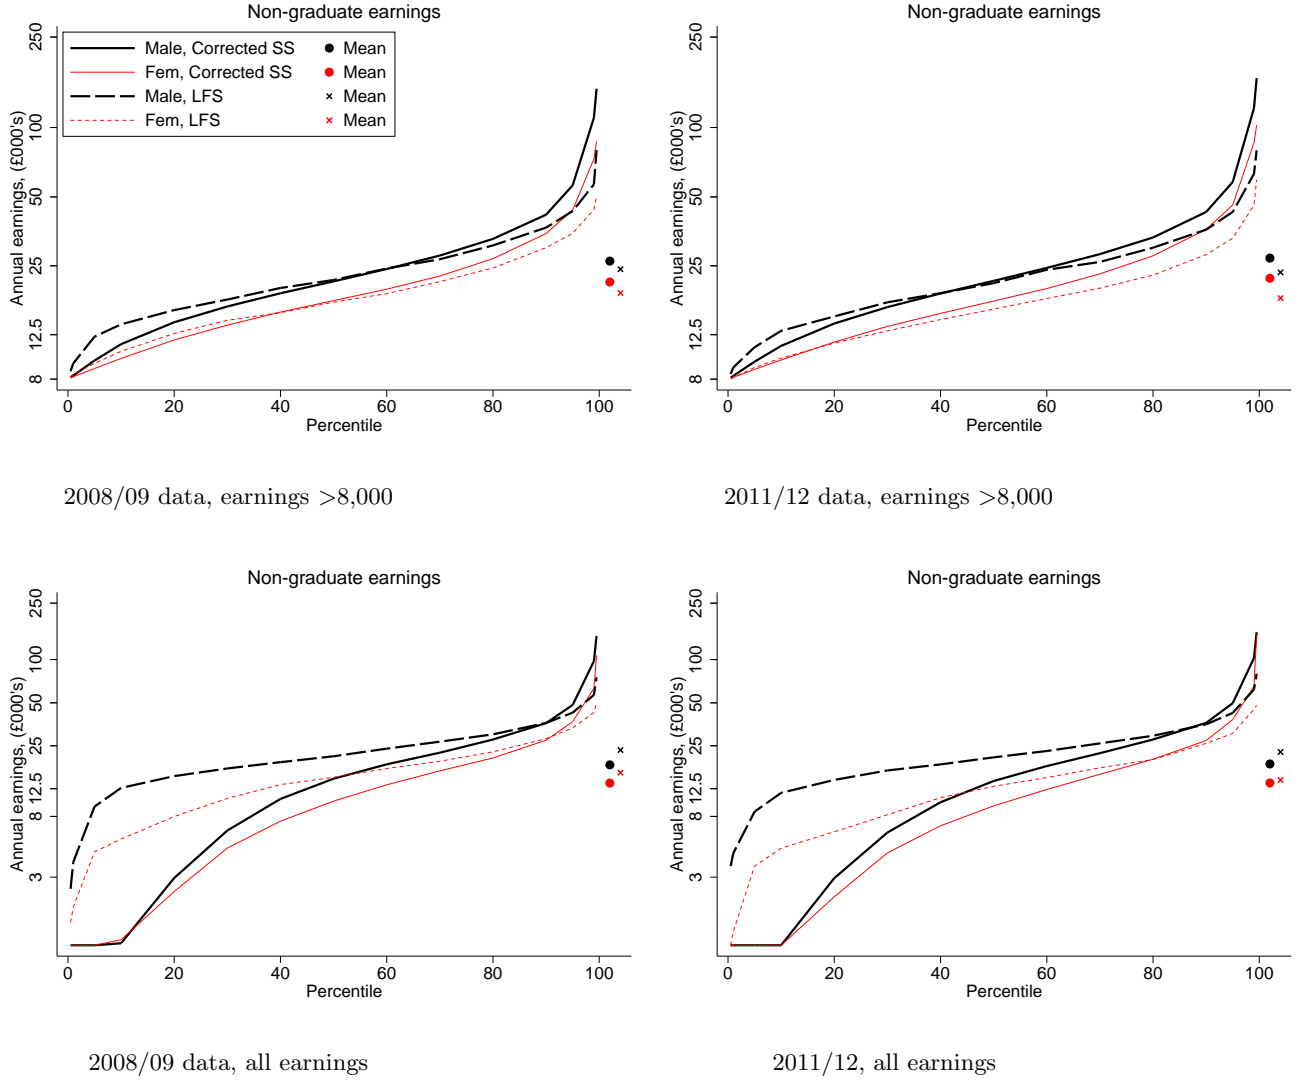 Non-graduate earnings
Annual earnings, (£000's)
250
100
50
25
12.5
8
Male, Corrected SS
Mean
Fem, Corrected SS
Mean
Male, LFS
Mean
Fem, LFS
Mean
0 20 40 60 80 100
Percentile
2008/09 data, earnings >8,000
Non-graduate earnings
Annual earnings, (£000's)
250
100
50
25
12.5
8
0 20 40 60 80 100
Percentile
2011/12 data, earnings >8,000
Non-graduate earnings
Annual earnings, (£000's)
250
100
50
25
12.5
8
3
0 20 40 60 80 100
Percentile
2008/09 data, all earnings
Non-graduate earnings
Annual earnings, (£000's)
250
100
50
25
12.5
8
3
0 20 40 60 80 100
Percentile
2011/12, all earnings